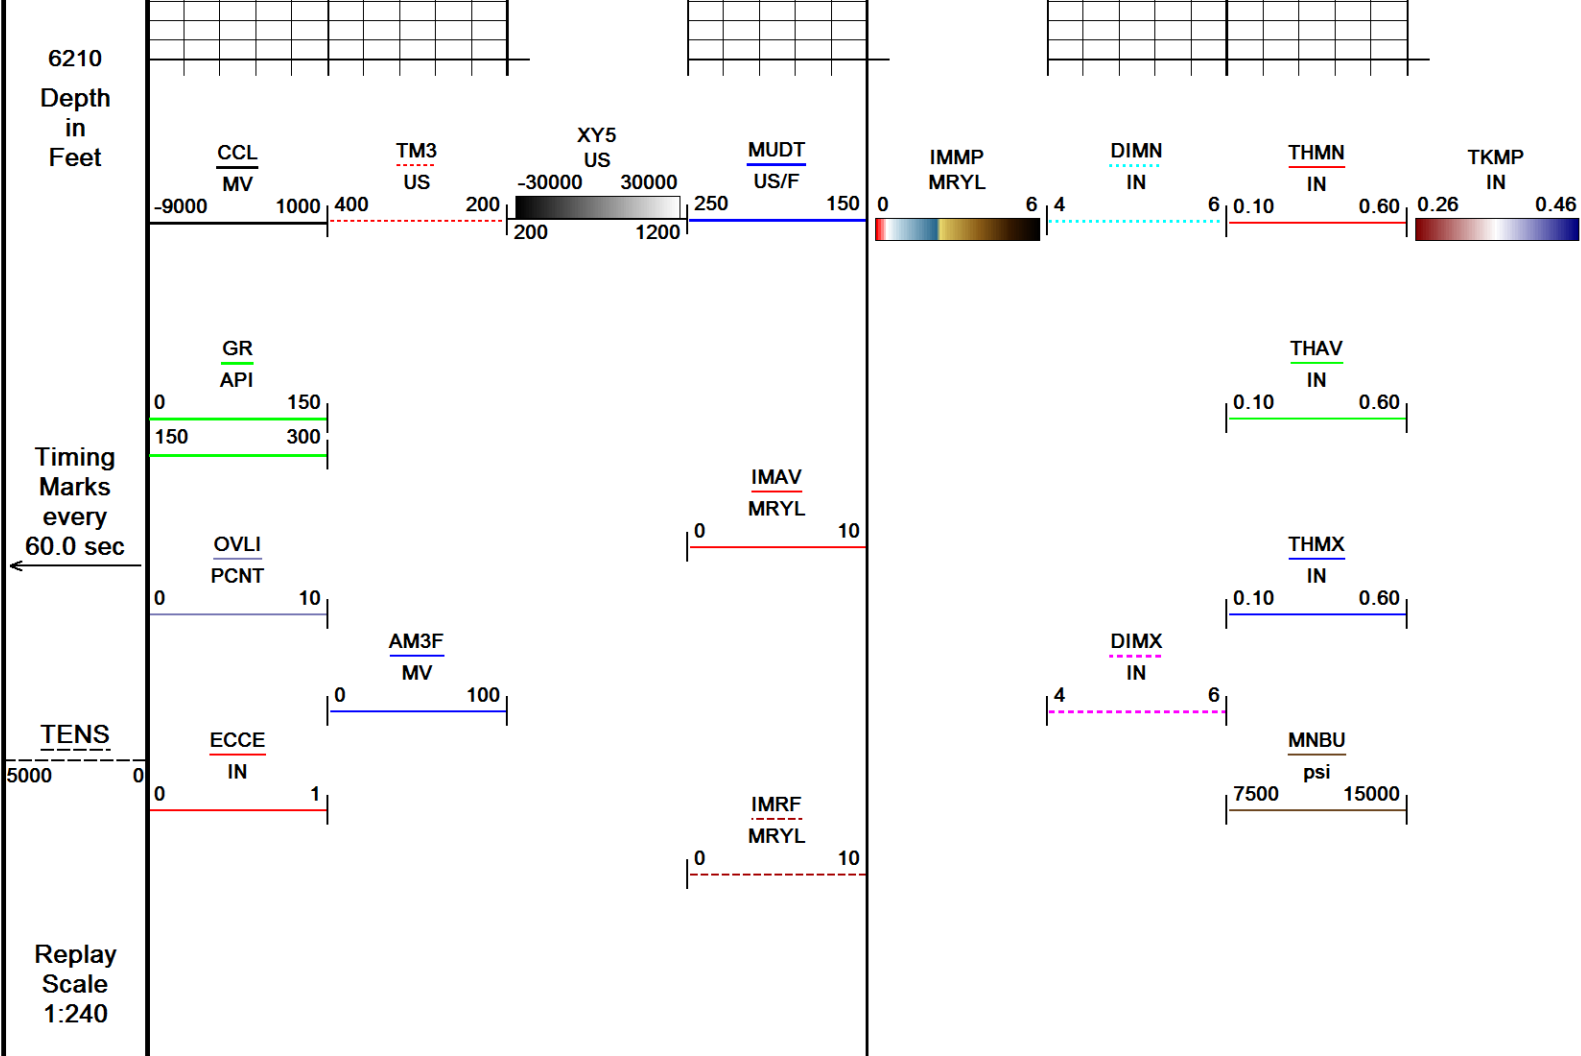 6210
Depth
in
Feet
CCL
MV
-9000 1000
TM3
US
400 200
XY5
US
-30000 30000
200 1200
MUDT
US/F
250 150
IMMP
MRYL
0 6
DIMN
IN
4 6
THMN
IN
0.10 0.60
TKMP
IN
0.26 0.46
GR
API
0 150
150 300
THAV
IN
0.10 0.60
Timing
Marks
every
60.0 sec
IMAV
MRYL
0 10
OVLI
PCNT
0 10
THMX
IN
0.10 0.60
AM3F
MV
0 100
DIMX
IN
4 6
TENS
5000 0
ECCE
IN
0 1
MNBU
psi
7500 15000
IMRF
MRYL
0 10
Replay
Scale
1:240